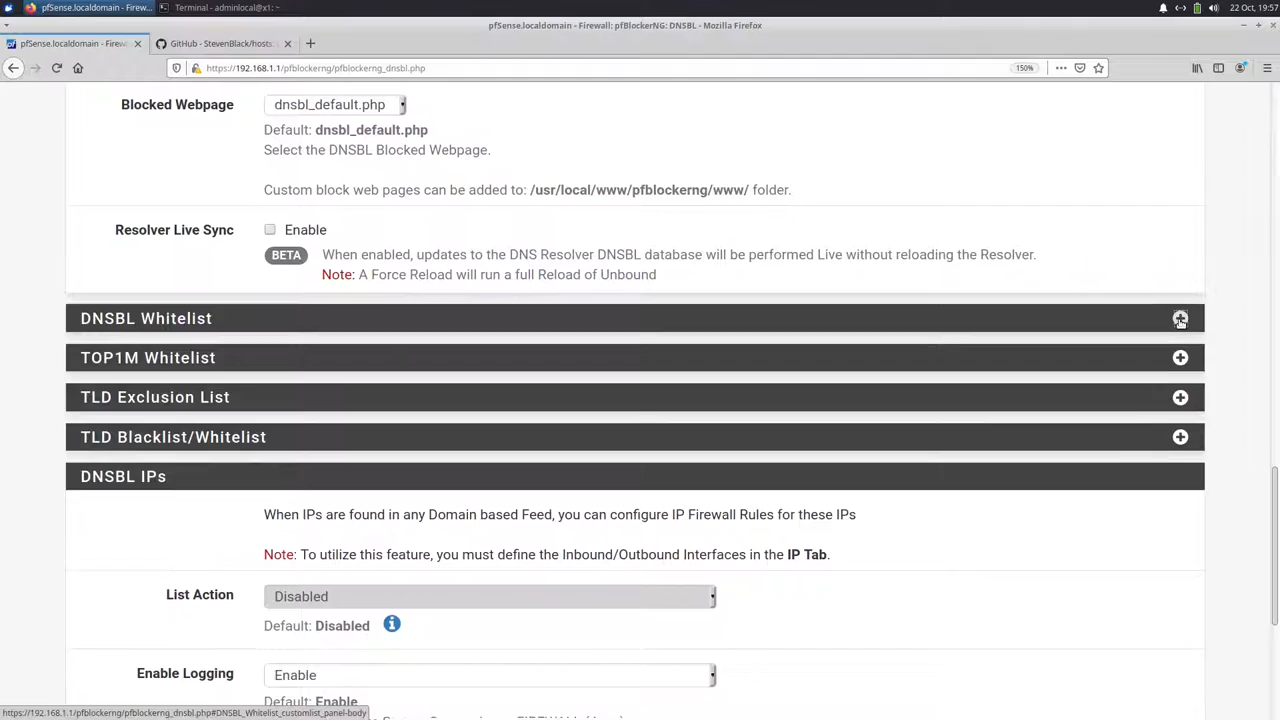 pfSense.localdomain - Firew...
Terminal - adminlocal@x1: ~
22 Oct, 19:57
pfSense.localdomain - Firewall: pfBlockerNG: DNSBL - Mozilla Firefox
pfSense.localdomain - Firew
GitHub - StevenBlack/hosts:
https://192.168.1.1/pfblockerng/pfblockerng_dnsbl.php
150%
Blocked Webpage
dnsbl_default.php
Default: dnsbl_default.php
Select the DNSBL Blocked Webpage.
Custom block web pages can be added to: /usr/local/www/pfblockerng/www/ folder.
Resolver Live Sync
Enable
BETA
When enabled, updates to the DNS Resolver DNSBL database will be performed Live without reloading the Resolver.
Note: A Force Reload will run a full Reload of Unbound
DNSBL Whitelist
TOP1M Whitelist
TLD Exclusion List
TLD Blacklist/Whitelist
DNSBL IPs
When IPs are found in any Domain based Feed, you can configure IP Firewall Rules for these IPs
Note: To utilize this feature, you must define the Inbound/Outbound Interfaces in the IP Tab.
List Action
Disabled
Default: Disabled
Enable Logging
Enable
Default: Enable
https://192.168.1.1/pfblockerng/pfblockerng_dnsbl.php#DNSBL_Whitelist_customlist_panel-body